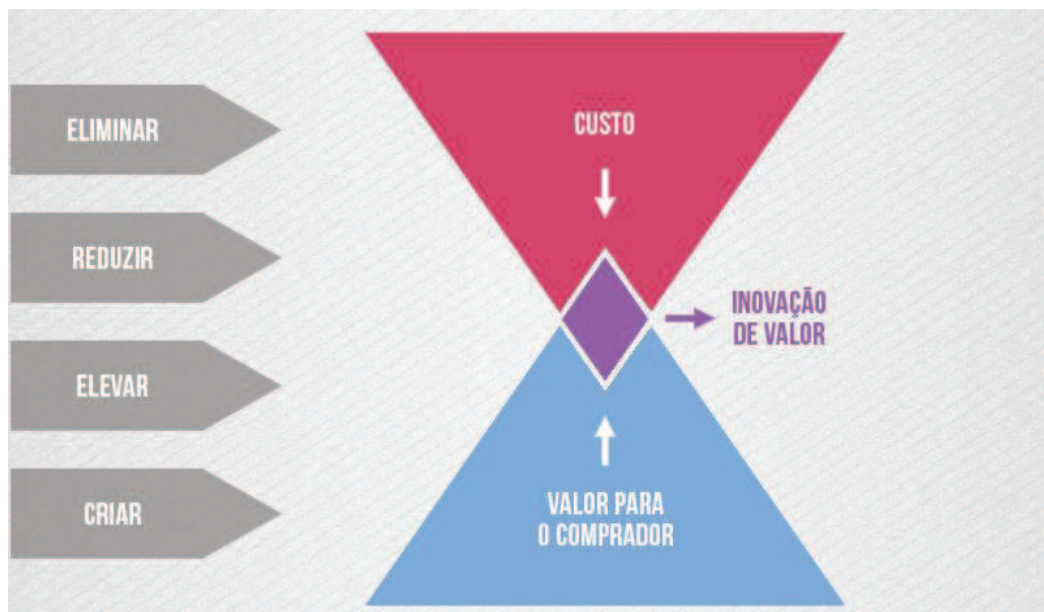 ELIMINAR
REDUZIR
ELEVAR
CRIAR
CUSTO
INOVAÇÃO
DE VALOR
VALOR PARA
O COMPRADOR